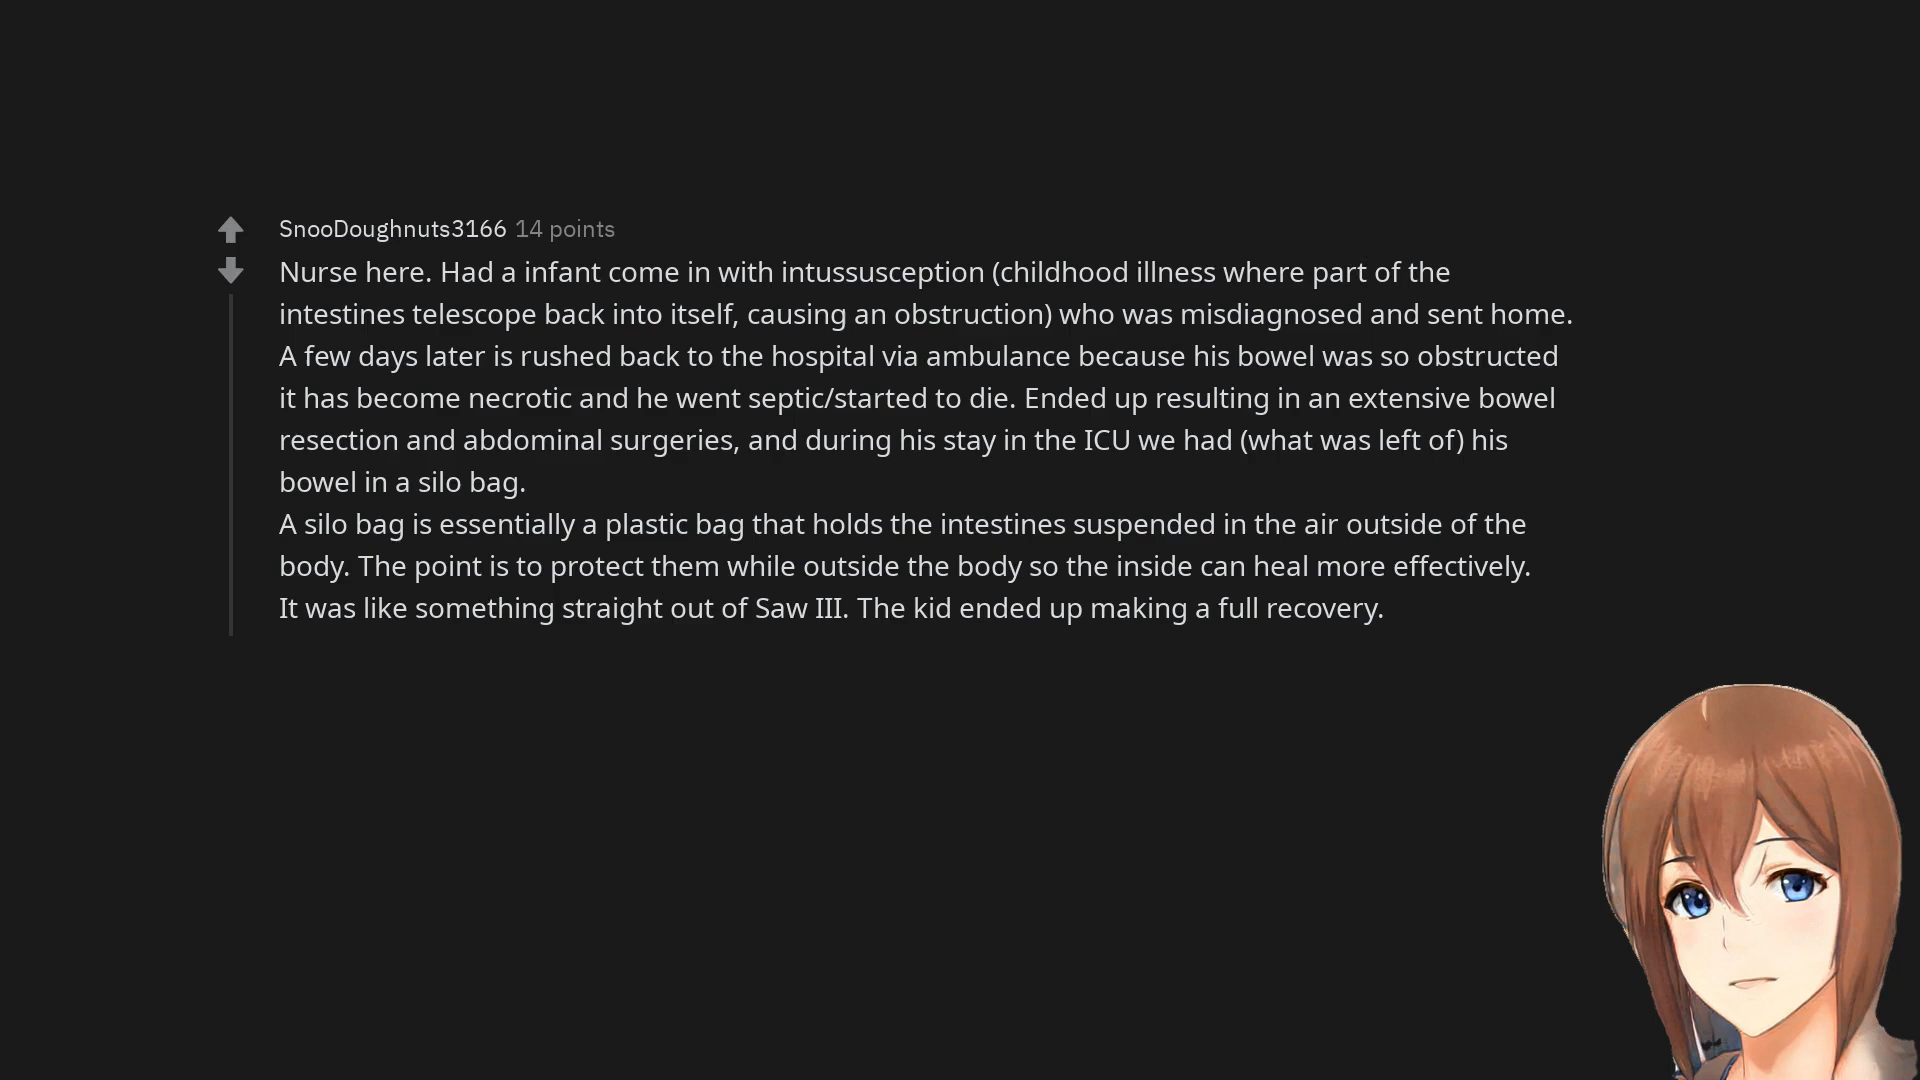 SnooDoughnuts3166 14 points
Nurse here. Had a infant come in with intussusception (childhood illness where part of the
intestines telescope back into itself, causing an obstruction) who was misdiagnosed and sent home.
A few days later is rushed back to the hospital via ambulance because his bowel was so obstructed
it has become necrotic and he went septic/started to die. Ended up resulting in an extensive bowel
resection and abdominal surgeries, and during his stay in the ICU we had (what was left of) his
bowel in a silo bag.
A silo bag is essentially a plastic bag that holds the intestines suspended in the air outside of the
body. The point is to protect them while outside the body so the inside can heal more effectively.
It was like something straight out of Saw III. The kid ended up making a full recovery.